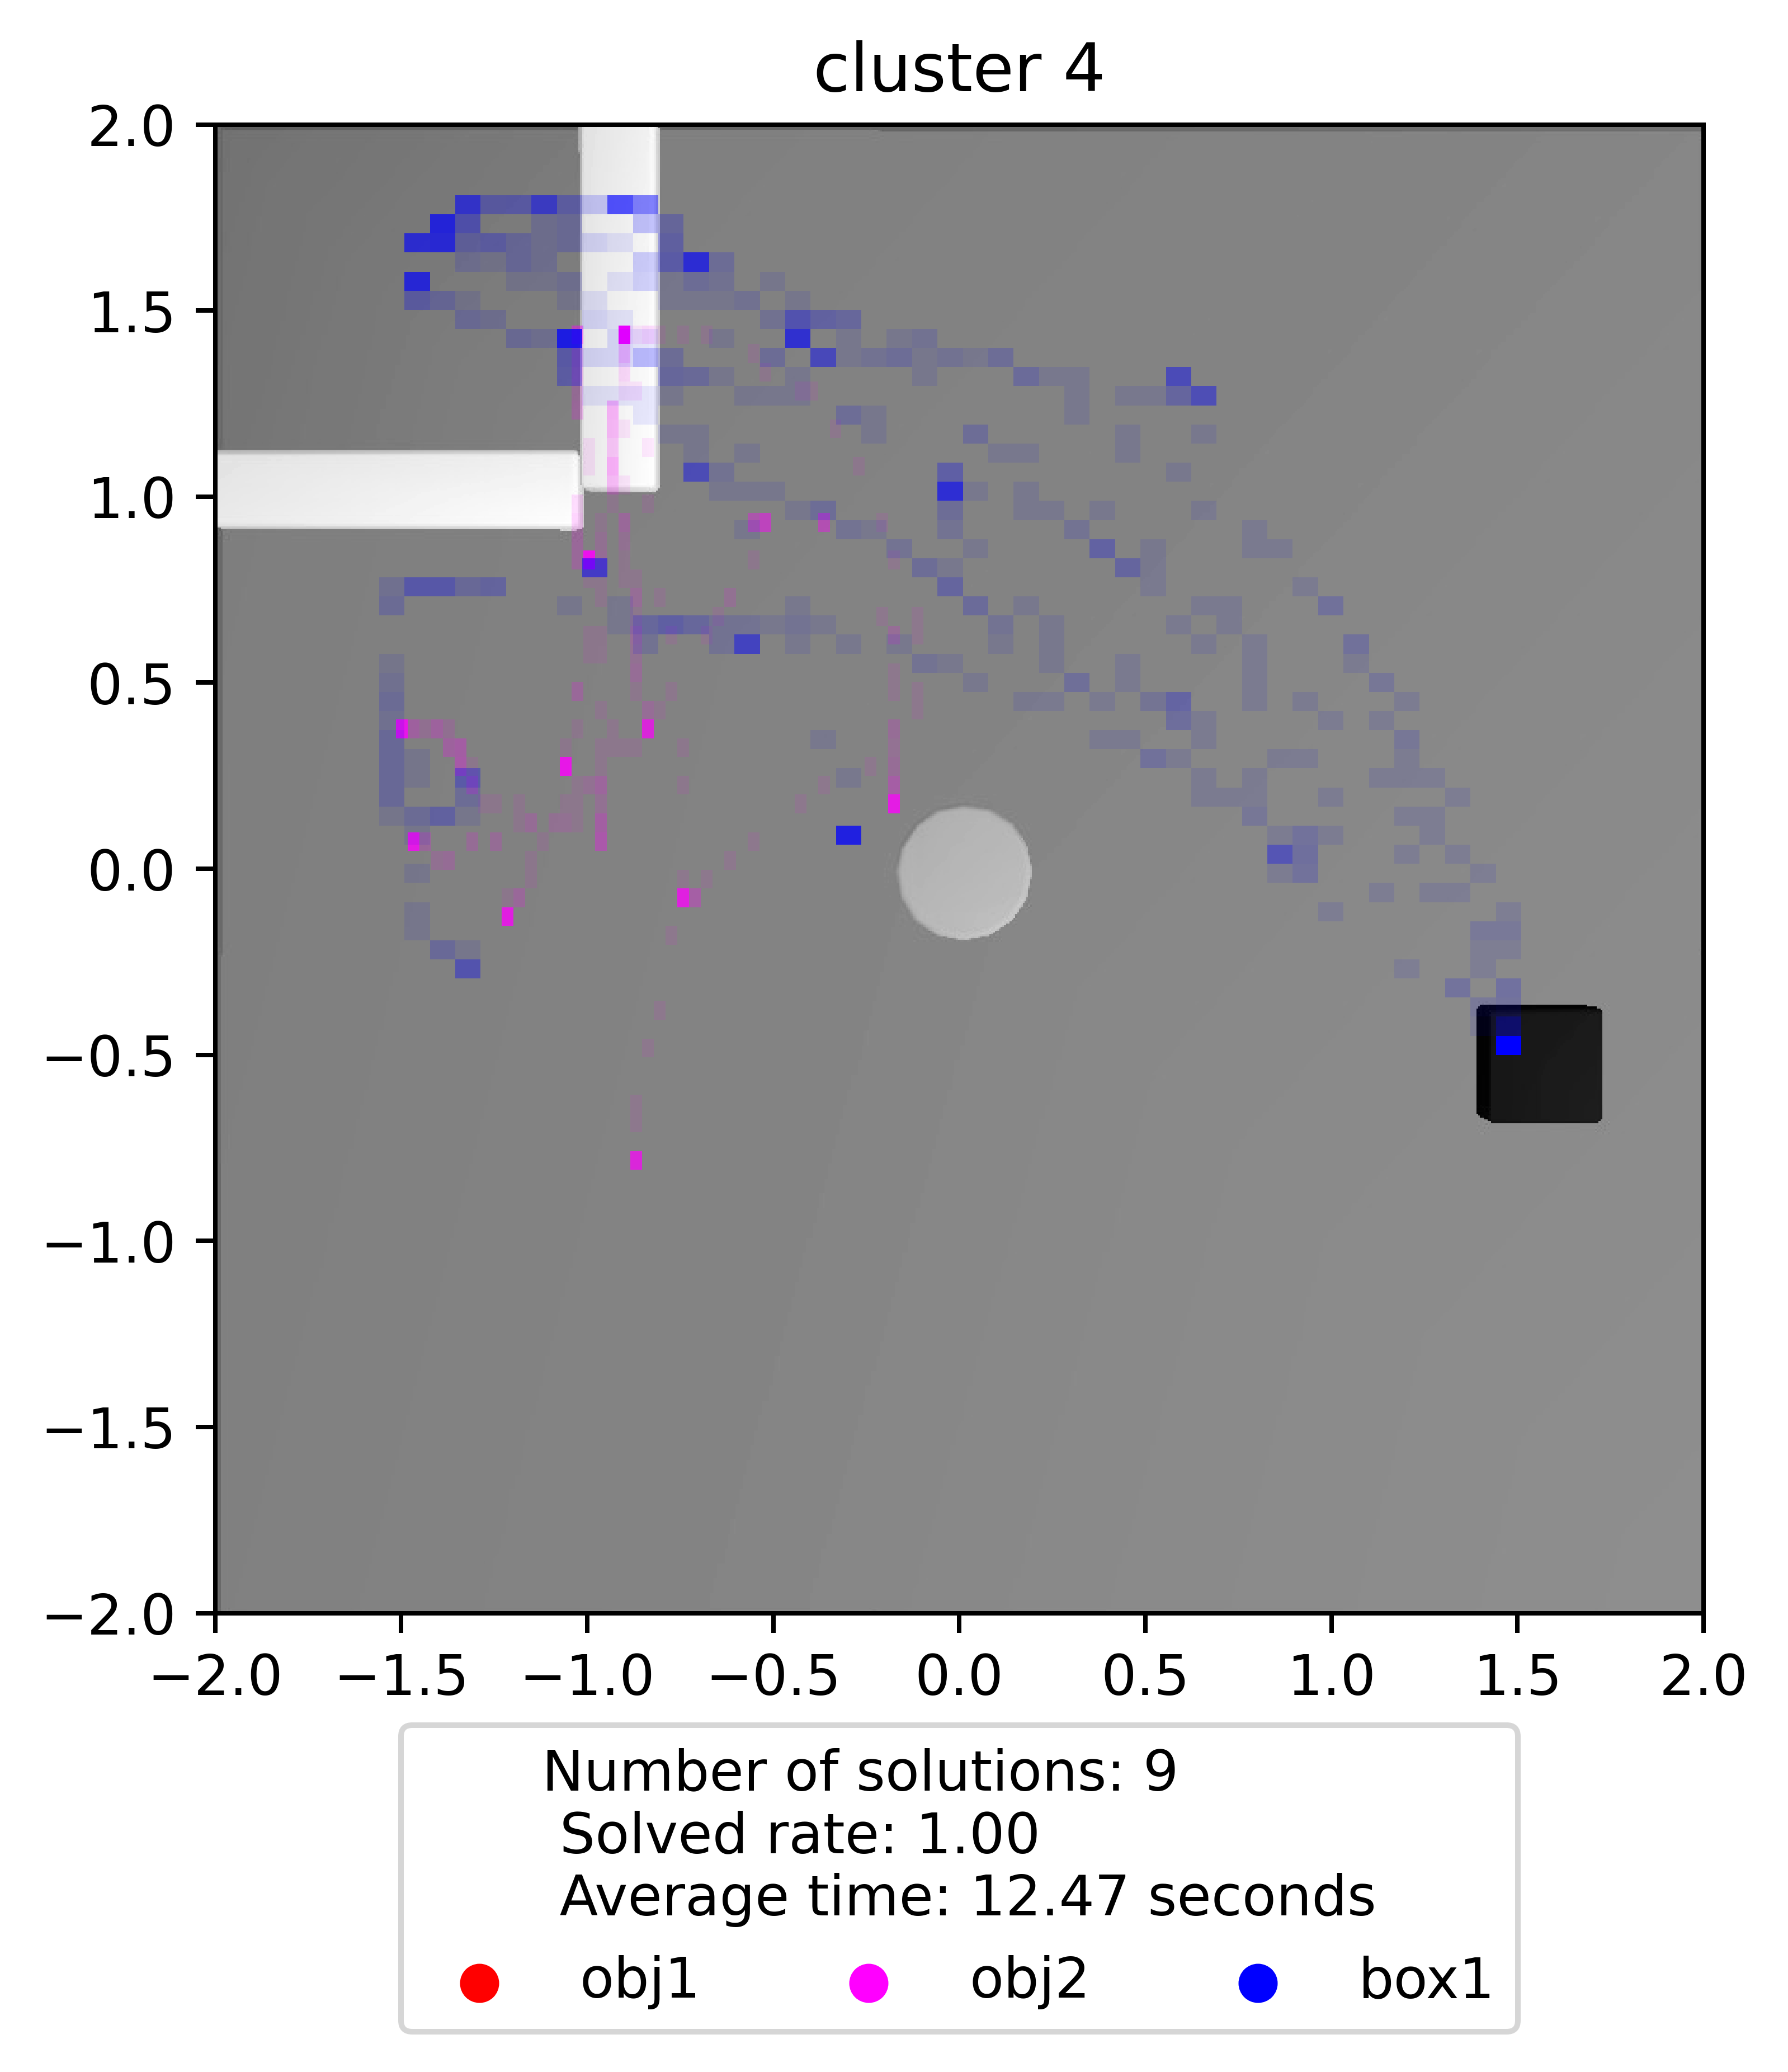 cluster 4
2.0
1.5
1.0
0.5
0.0
−0.5
−1.0
−1.5
−2.0
−2.0 −1.5 −1.0 −0.5 0.0 0.5 1.0 1.5 2.0
Number of solutions: 9
Solved rate: 1.00
Average time: 12.47 seconds
obj1 obj2 box1